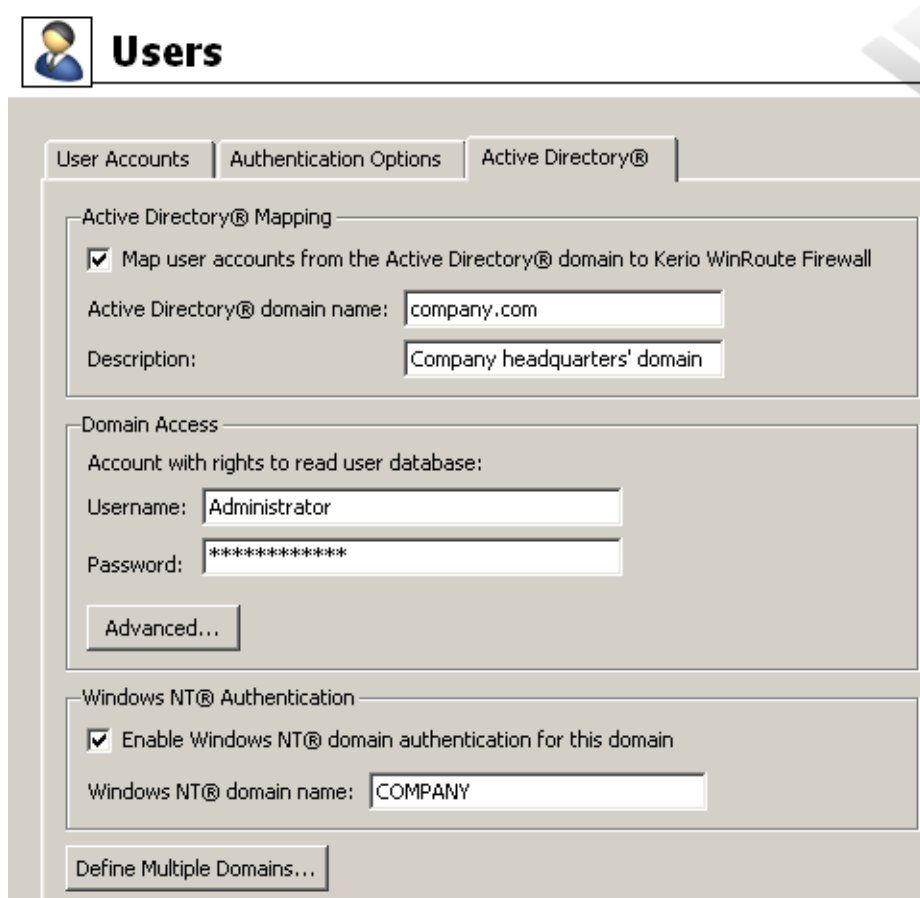 Users
User Accounts
Authentication Options
Active Directory®
Active Directory® Mapping
Map user accounts from the Active Directory® domain to Kerio WinRoute Firewall
Active Directory® domain name: company.com
Description: Company headquarters' domain
Domain Access
Account with rights to read user database:
Username: Administrator
Password: ************
Advanced...
Windows NT® Authentication
Enable Windows NT® domain authentication for this domain
Windows NT® domain name: COMPANY
Define Multiple Domains...